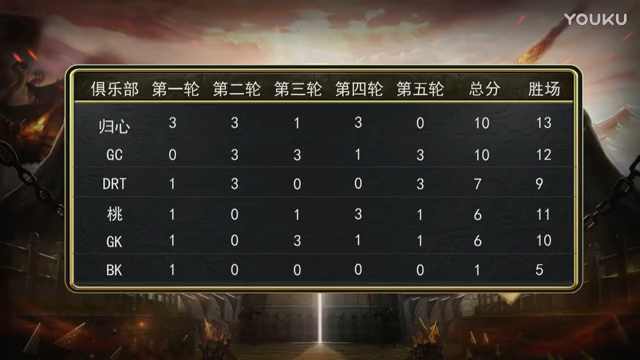 YOUKU
俱乐部 第一轮 第二轮 第三轮 第四轮 第五轮 总分 胜场
归心 3 3 1 3 0 10 13
GC 0 3 3 1 3 10 12
DRT 1 3 0 0 3 7 9
桃 1 0 1 3 1 6 11
GK 1 0 3 1 1 6 10
BK 1 0 0 0 0 1 5